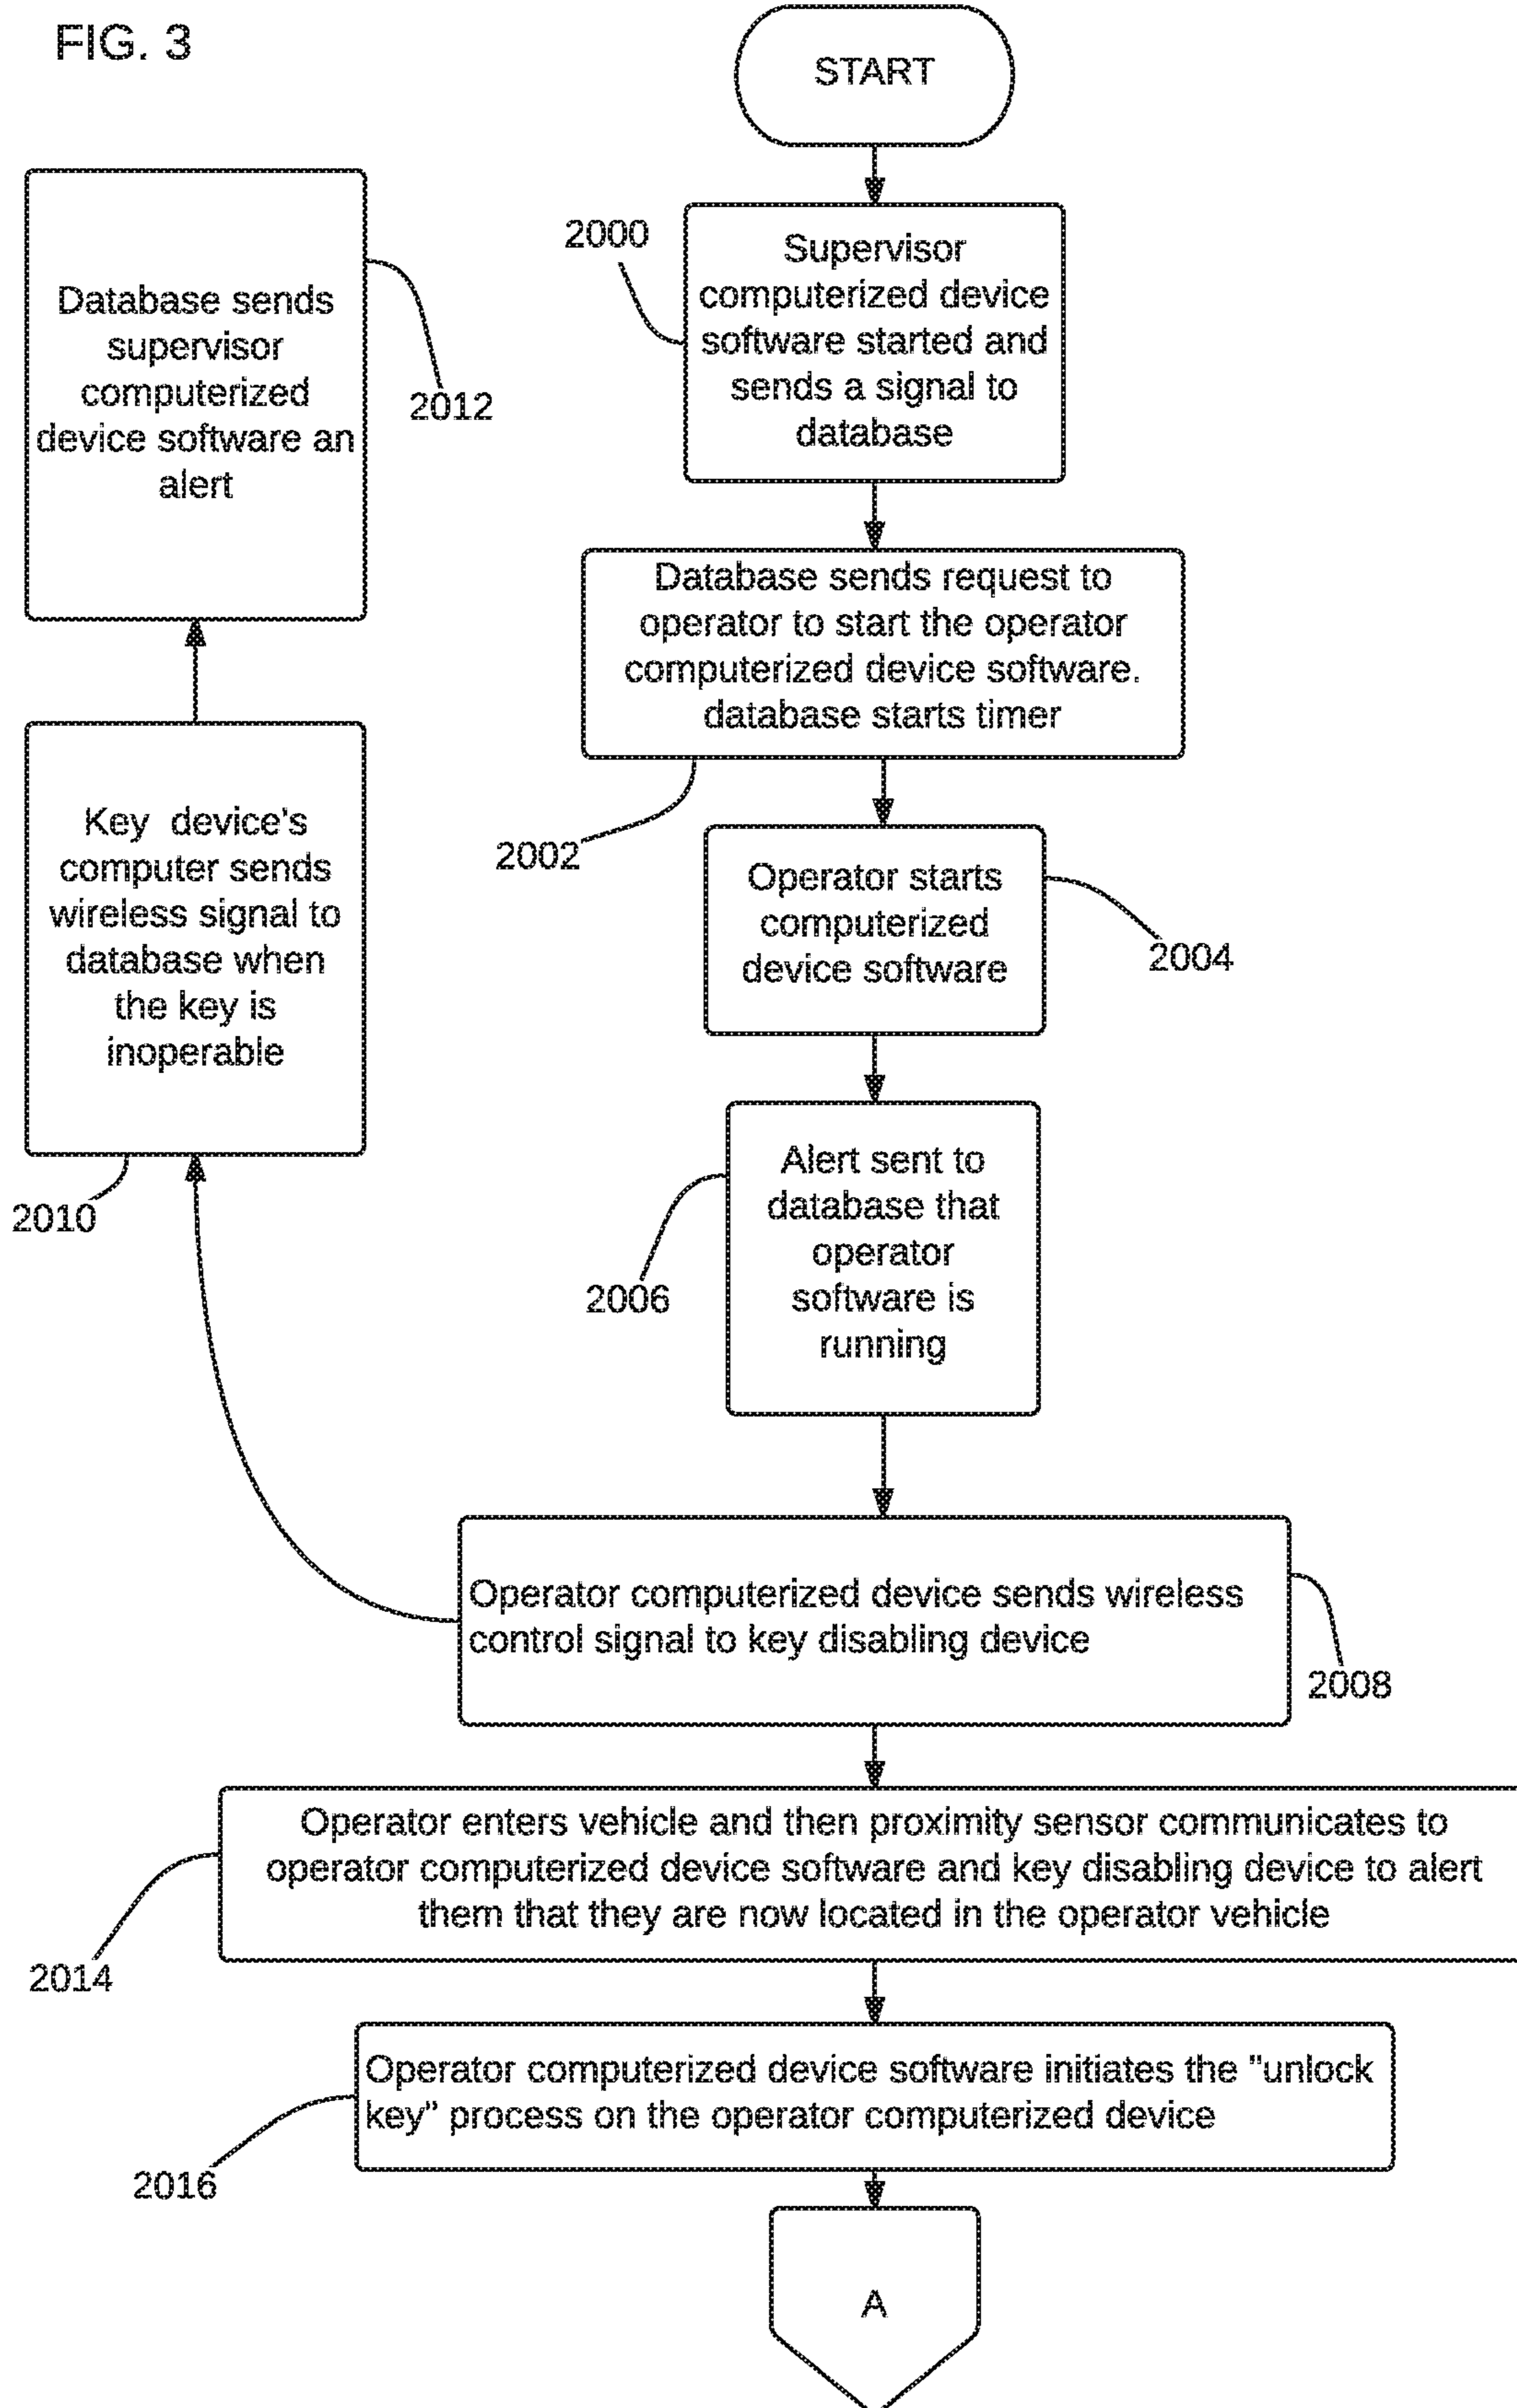 FIG. 3
START
2000
Supervisor
computerized device
software started and
sends a signal to
database
Database sends
supervisor
computerized
device software an
alert
2012
Database sends request to
operator to start the operator
computerized device software.
database starts timer
2002
Key  device's
computer sends
wireless signal to
database when
the key is
inoperable
2010
Operator starts
computerized
device software
2004
Alert sent to
database that
operator
software is
running
2006
Operator computerized device sends wireless
control signal to key disabling device
2008
Operator enters vehicle and then proximity sensor communicates to
operator computerized device software and key disabling device to alert
them that they are now located in the operator vehicle
2014
Operator computerized device software initiates the "unlock
key" process on the operator computerized device
2016
A